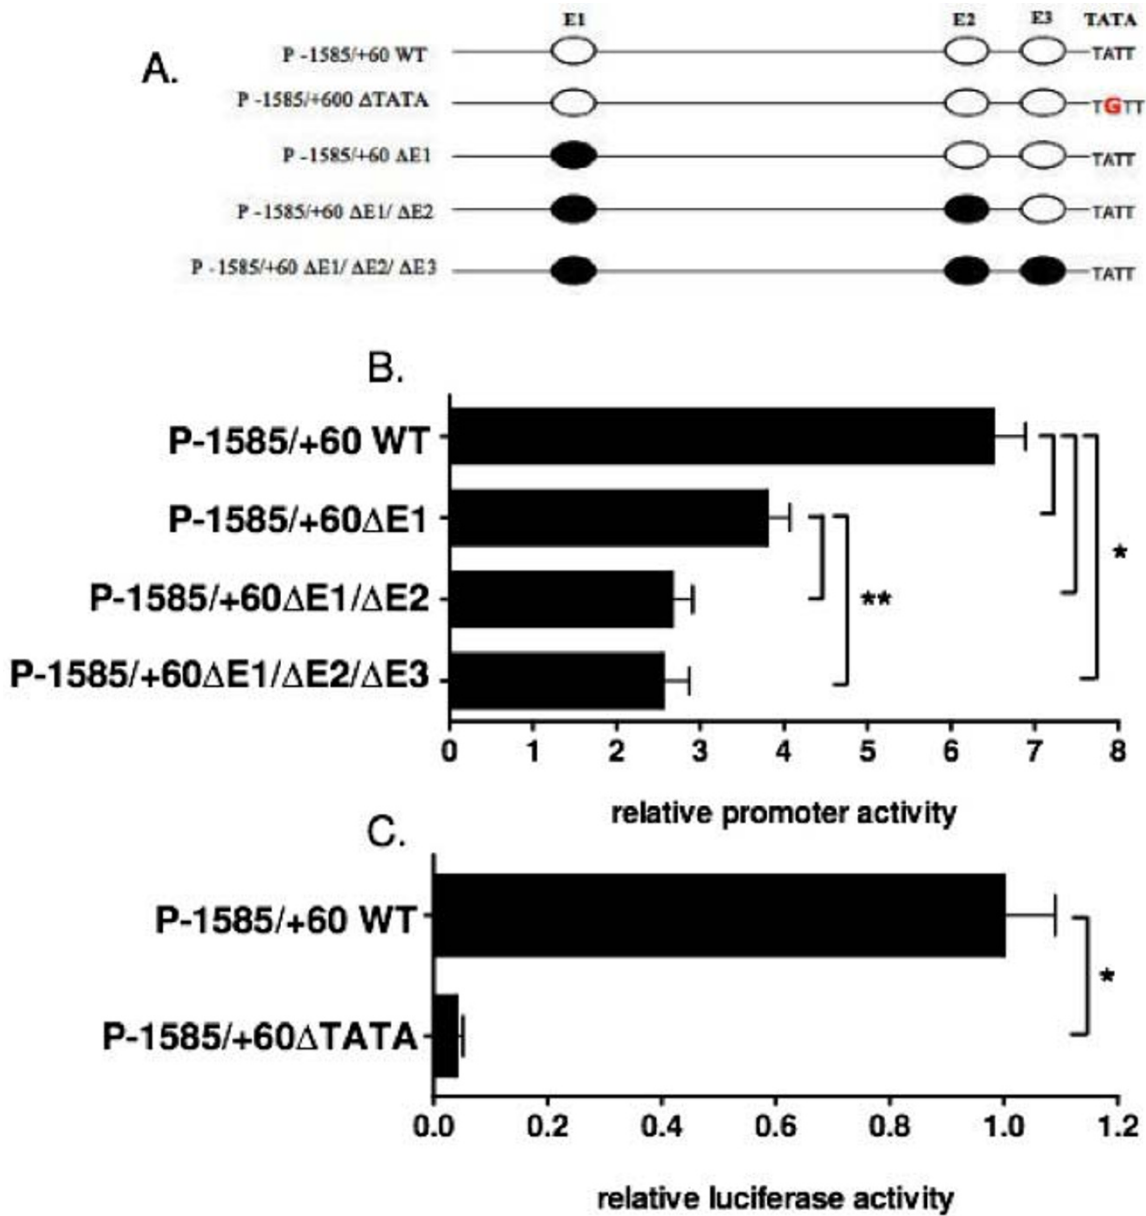 E1 E2 E3 TATA
A.
P -1585/+60 WT TATT
P -1585/+600 ΔTATA TGTT
P -1585/+60 ΔE1 TATT
P -1585/+60 ΔE1/ ΔE2 TATT
P -1585/+60 ΔE1/ ΔE2/ ΔE3 TATT
B.
P-1585/+60 WT
P-1585/+60ΔE1
*
P-1585/+60ΔE1/ΔE2
**
P-1585/+60ΔE1/ΔE2/ΔE3
0 1 2 3 4 5 6 7 8
relative promoter activity
C.
P-1585/+60 WT
*
P-1585/+60ΔTATA
0.0 0.2 0.4 0.6 0.8 1.0 1.2
relative luciferase activity